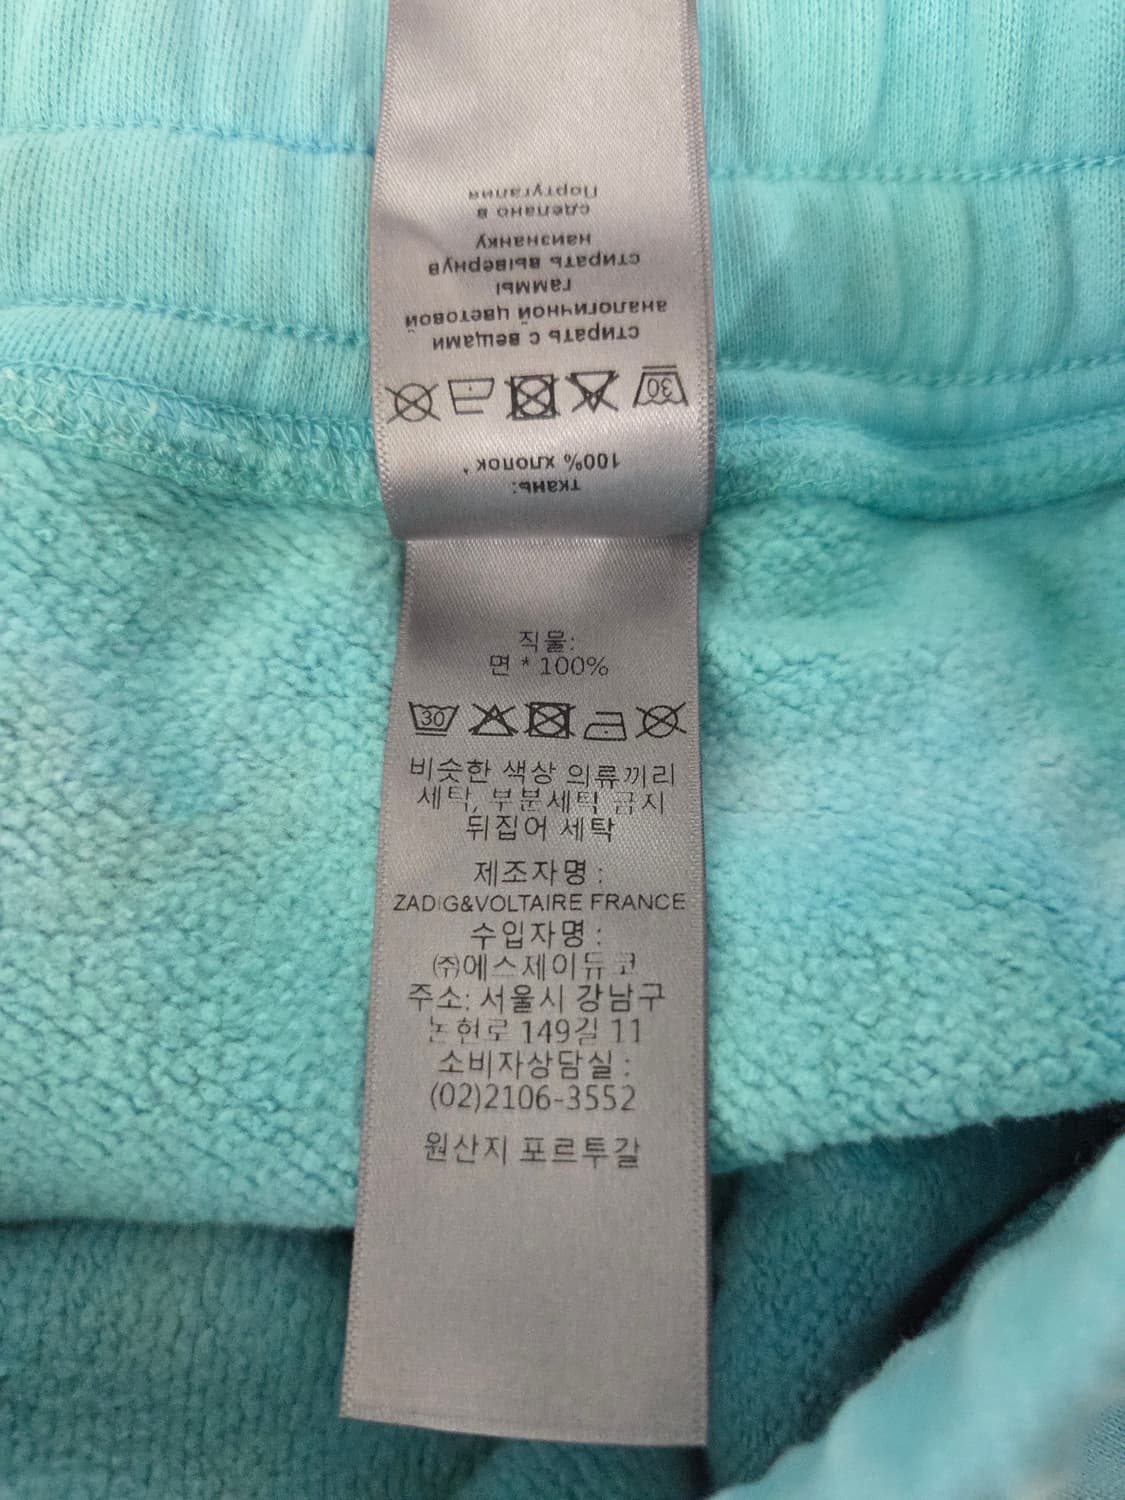 ткань:
100% хлопок *
30
стирать с вещами
аналогичной цветовой
гаммы
стирать вывернув
наизнанку
сделано в
Португалия
직물:
면 * 100%
30
비슷한 색상 의류끼리
세탁, 부분세탁 금지
뒤집어 세탁
제조자명 :
ZADIG&VOLTAIRE FRANCE
수입자명 :
㈜에스제이듀코
주소: 서울시 강남구
논현로 149길 11
소비자상담실 :
(02)2106-3552
원산지 포르투갈